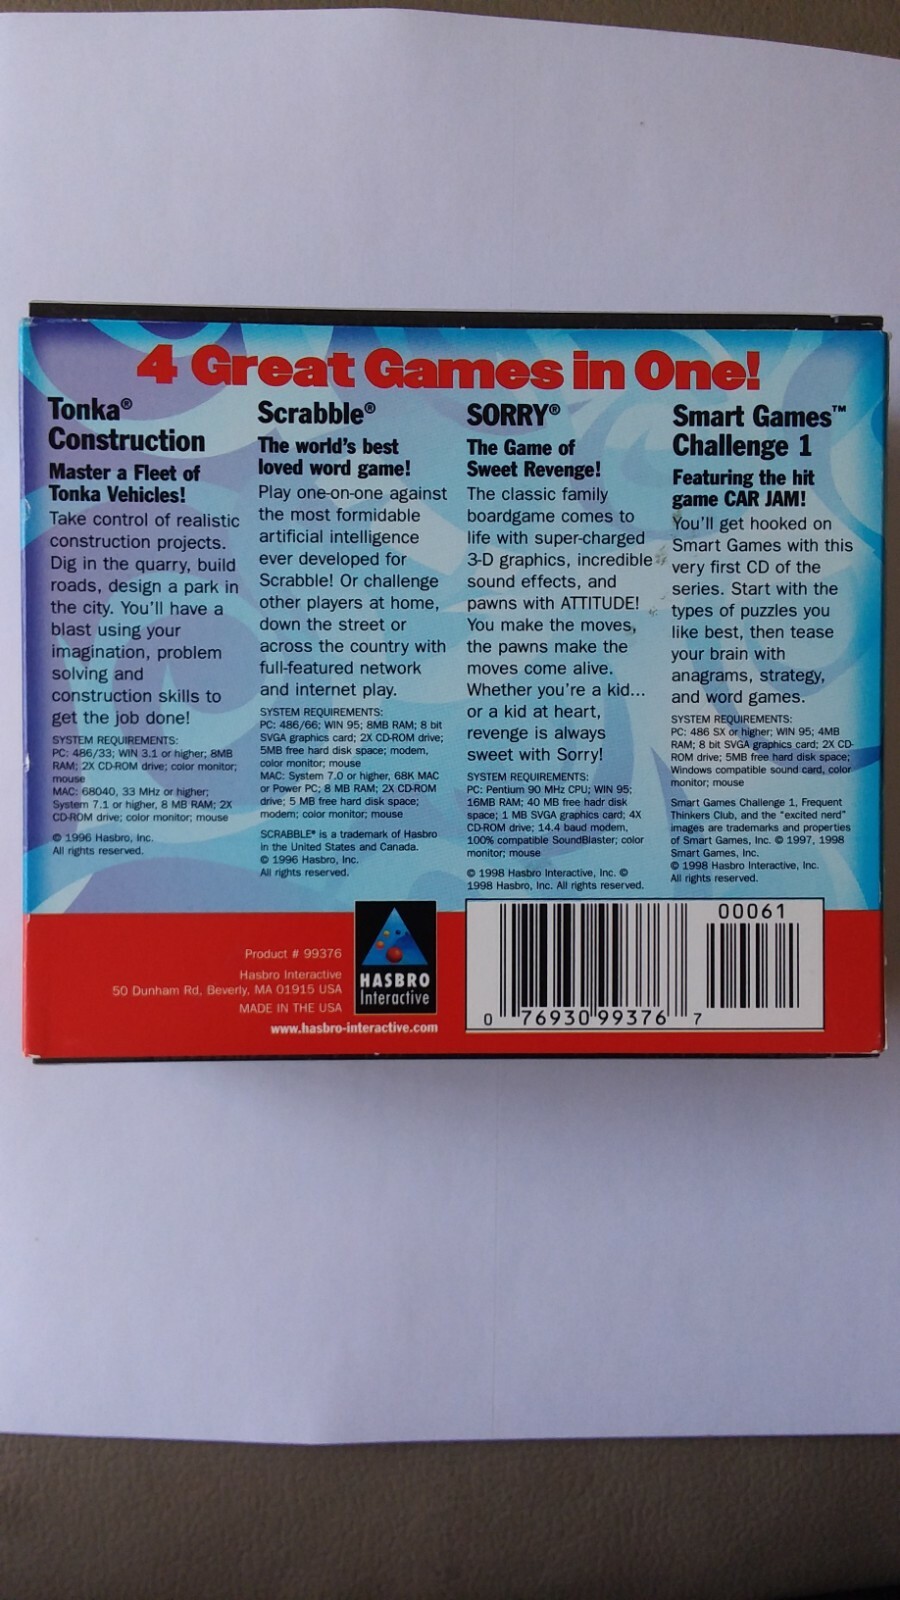 4 Great Games in One!
Tonka®
Construction
Master a Fleet of
Tonka Vehicles!
Take control of realistic
construction projects.
Dig in the quarry, build
roads, design a park in
the city. You'll have a
blast using your
imagination, problem
solving and
construction skills to
get the job done!
SYSTEM REQUIREMENTS:
PC: 486/33; WIN 3.1 or higher; 8MB
RAM; 2X CD-ROM drive; color monitor;
mouse
MAC: 68040, 33 MHz or higher;
System 7.1 or higher, 8 MB RAM; 2X
CD-ROM drive; color monitor; mouse
© 1996 Hasbro, Inc.
All rights reserved.
Scrabble®
The world's best
loved word game!
Play one-on-one against
the most formidable
artificial intelligence
ever developed for
Scrabble! Or challenge
other players at home,
down the street or
across the country with
full-featured network
and internet play.
SYSTEM REQUIREMENTS:
PC: 486/66; WIN 95; 8MB RAM; 8 bit
SVGA graphics card; 2X CD-ROM drive;
5MB free hard disk space; modem,
color monitor; mouse
MAC: System 7.0 or higher, 68K MAC
or Power PC; 8 MB RAM; 2X CD-ROM
drive; 5 MB free hard disk space;
modem; color monitor; mouse
SCRABBLE® is a trademark of Hasbro
in the United States and Canada.
© 1996 Hasbro, Inc.
All rights reserved.
SORRY®
The Game of
Sweet Revenge!
The classic family
boardgame comes to
life with super-charged
3-D graphics, incredible
sound effects, and
pawns with ATTITUDE!
You make the moves,
the pawns make the
moves come alive.
Whether you're a kid...
or a kid at heart,
revenge is always
sweet with Sorry!
SYSTEM REQUIREMENTS:
PC: Pentium 90 MHz CPU; WIN 95;
16MB RAM; 40 MB free hadr disk
space; 1 MB SVGA graphics card; 4X
CD-ROM drive; 14.4 baud modem,
100% compatible SoundBlaster; color
monitor; mouse
© 1998 Hasbro Interactive, Inc. ©
1998 Hasbro, Inc. All rights reserved.
Smart Games™
Challenge 1
Featuring the hit
game CAR JAM!
You'll get hooked on
Smart Games with this
very first CD of the
series. Start with the
types of puzzles you
like best, then tease
your brain with
anagrams, strategy,
and word games.
SYSTEM REQUIREMENTS:
PC: 486 SX or higher; WIN 95; 4MB
RAM; 8 bit SVGA graphics card; 2X CD-
ROM drive; 5MB free hard disk space;
Windows compatible sound card, color
monitor; mouse
Smart Games Challenge 1, Frequent
Thinkers Club, and the "excited nerd"
images are trademarks and properties
of Smart Games, Inc. © 1997, 1998
Smart Games, Inc.
© 1998 Hasbro Interactive, Inc.
All rights reserved.
Product # 99376
Hasbro Interactive
50 Dunham Rd, Beverly, MA 01915 USA
MADE IN THE USA
www.hasbro-interactive.com
HASBRO
Interactive
00061
0 76930 99376 7